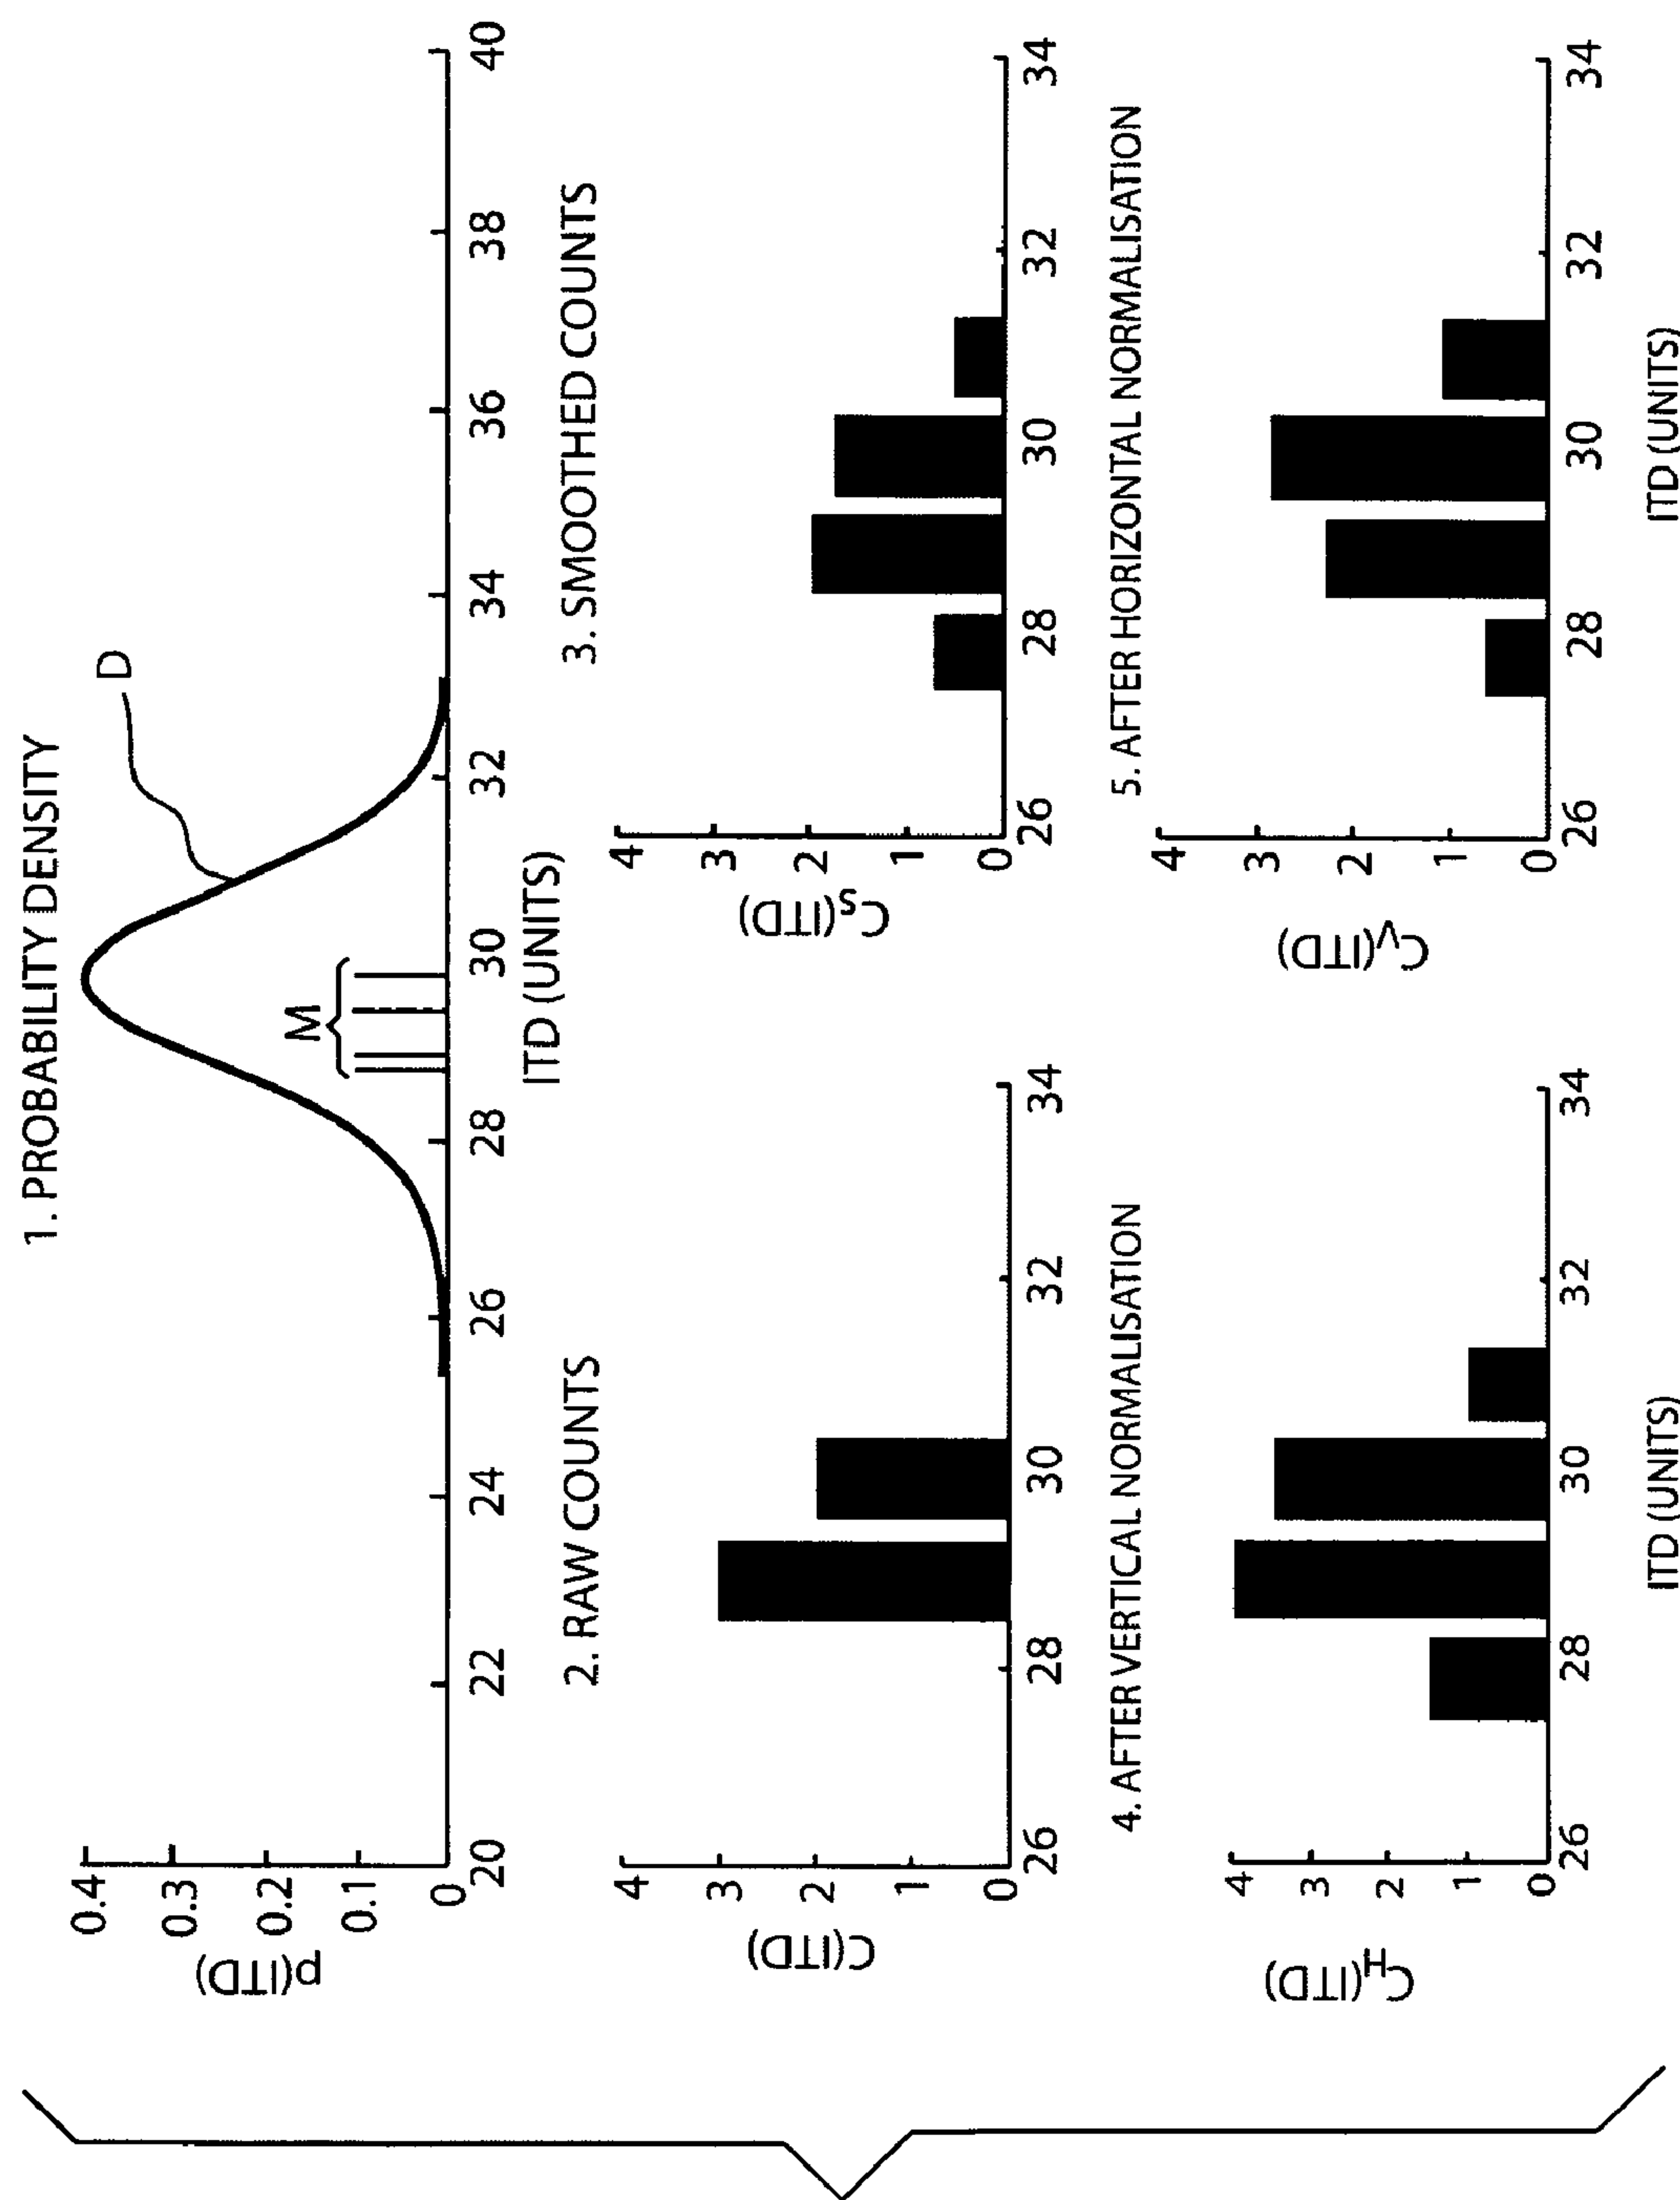 1. PROBABILITY DENSITY
p(ITD)
0.4
0.3
0.2
0.1
0
D
M
20 22 24 26 28 30 32 34 36 38 40
ITD (UNITS)
2. RAW COUNTS
C(ITD)
4
3
2
1
0
26 28 30 32 34
3. SMOOTHED COUNTS
CS(ITD)
4
3
2
1
0
26 28 30 32 34
4. AFTER VERTICAL NORMALISATION
CH(ITD)
4
3
2
1
0
26 28 30 32 34
ITD (UNITS)
5. AFTER HORIZONTAL NORMALISATION
CV(ITD)
4
3
2
1
0
26 28 30 32 34
ITD (UNITS)